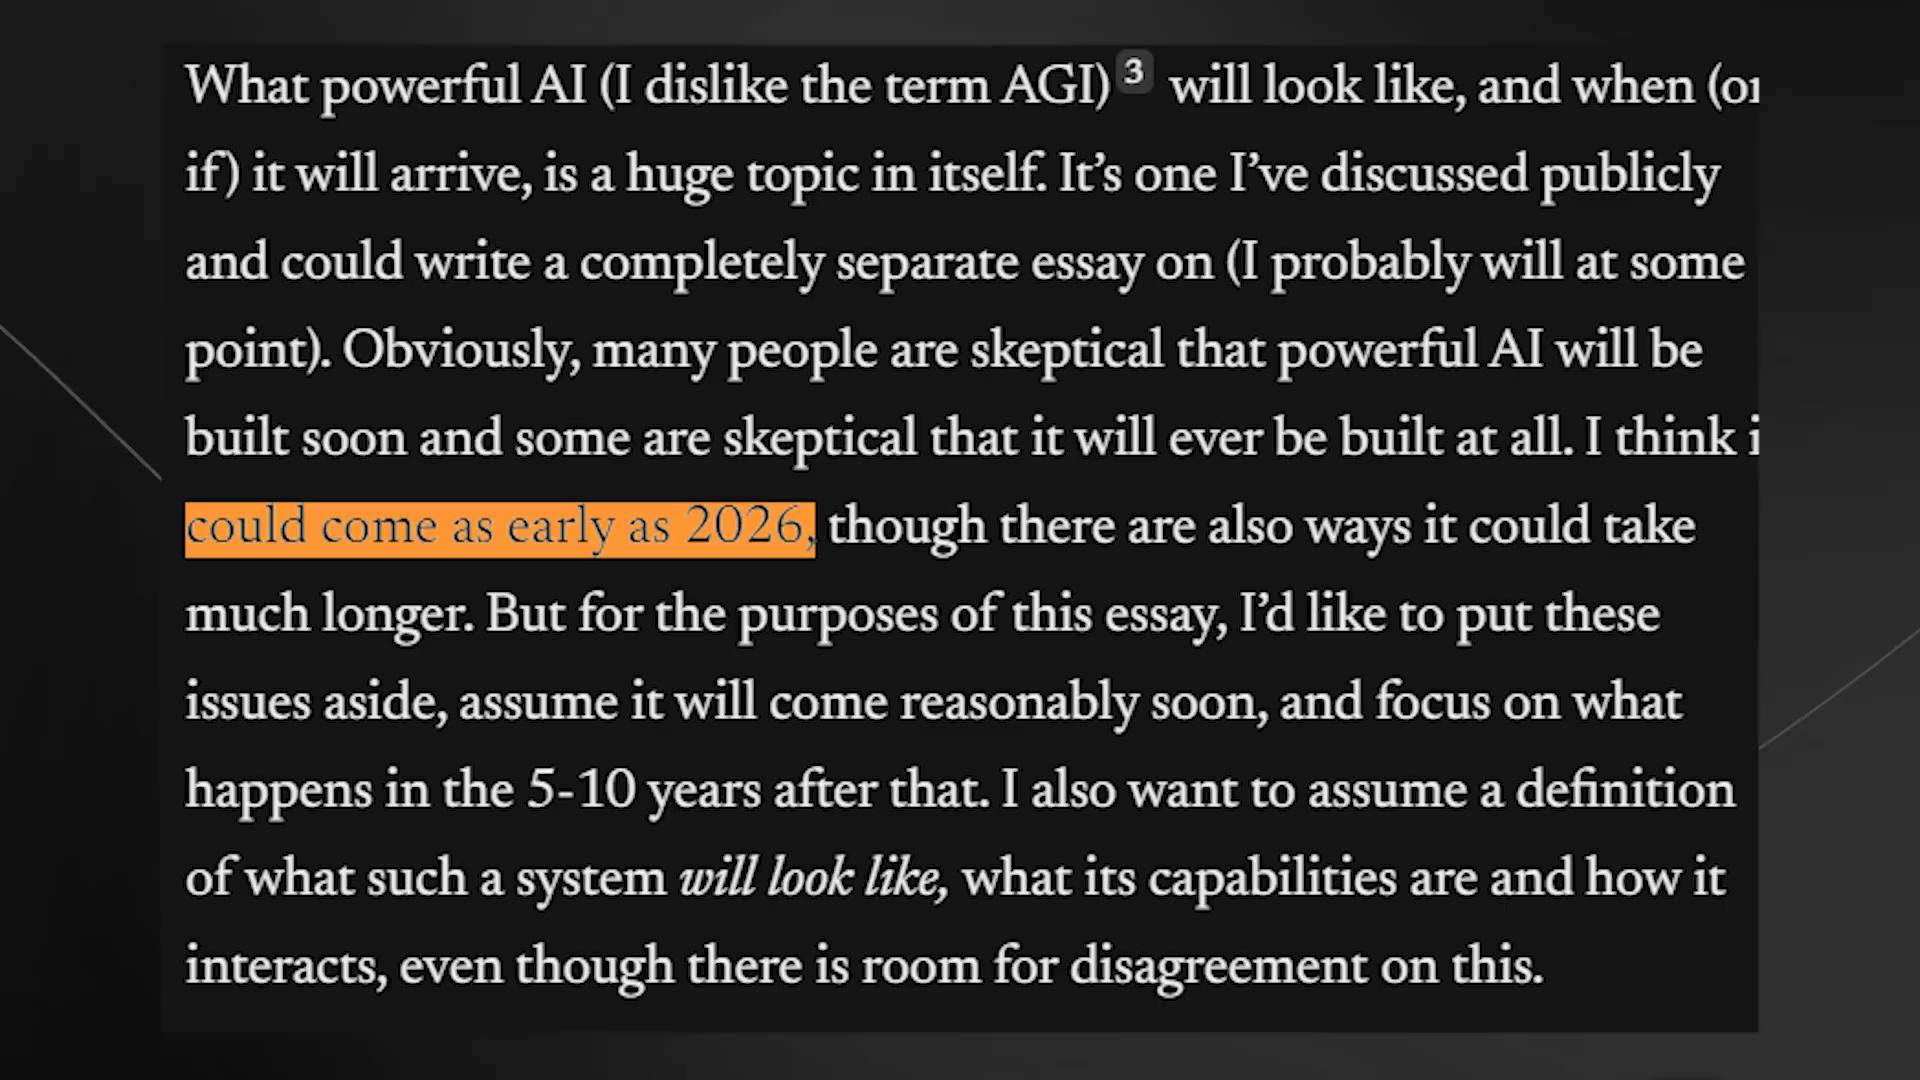 What powerful AI (I dislike the term AGI)3 will look like, and when (or
if) it will arrive, is a huge topic in itself. It’s one I’ve discussed publicly
and could write a completely separate essay on (I probably will at some
point). Obviously, many people are skeptical that powerful AI will be
built soon and some are skeptical that it will ever be built at all. I think i
could come as early as 2026, though there are also ways it could take
much longer. But for the purposes of this essay, I’d like to put these
issues aside, assume it will come reasonably soon, and focus on what
happens in the 5-10 years after that. I also want to assume a definition
of what such a system will look like, what its capabilities are and how it
interacts, even though there is room for disagreement on this.